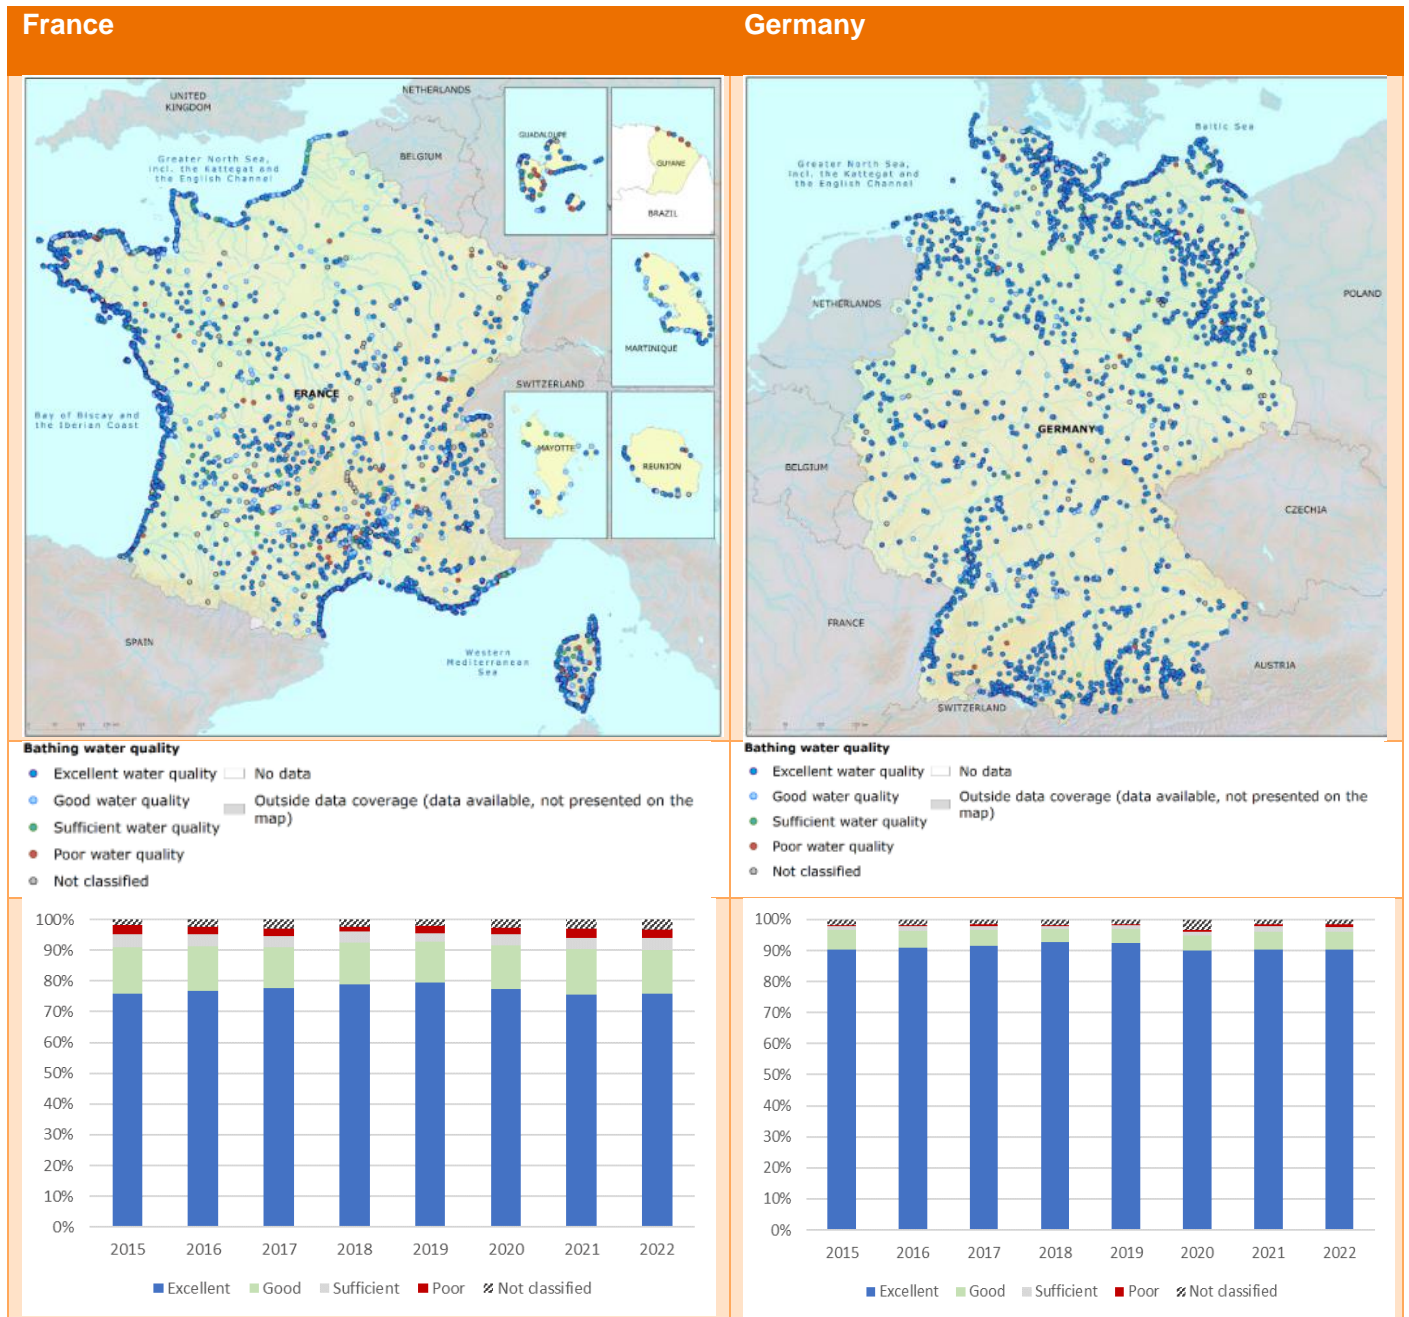 France
Germany
UNITED
KINGDOM
NETHERLANDS
BELGIUM
Greater North Sea,
incl. the Kattegat and
the English Channel
GUADALOUPE
GUYANE
BRAZIL
MARTINIQUE
SWITZERLAND
FRANCE
Bay of Biscay and
the Iberian Coast
MAYOTTE
REUNION
SPAIN
Western
Mediterranean
Sea
Baltic Sea
Greater North Sea,
incl. the Kattegat and
the English Channel
NETHERLANDS
POLAND
GERMANY
BELGIUM
CZECHIA
FRANCE
AUSTRIA
SWITZERLAND
Bathing water quality
Excellent water quality
No data
Good water quality
Outside data coverage (data available, not presented on the
map)
Sufficient water quality
Poor water quality
Not classified
Bathing water quality
Excellent water quality
No data
Good water quality
Outside data coverage (data available, not presented on the
map)
Sufficient water quality
Poor water quality
Not classified
100%
90%
80%
70%
60%
50%
40%
30%
20%
10%
0%
2015 2016 2017 2018 2019 2020 2021 2022
Excellent Good Sufficient Poor Not classified
100%
90%
80%
70%
60%
50%
40%
30%
20%
10%
0%
2015 2016 2017 2018 2019 2020 2021 2022
Excellent Good Sufficient Poor Not classified